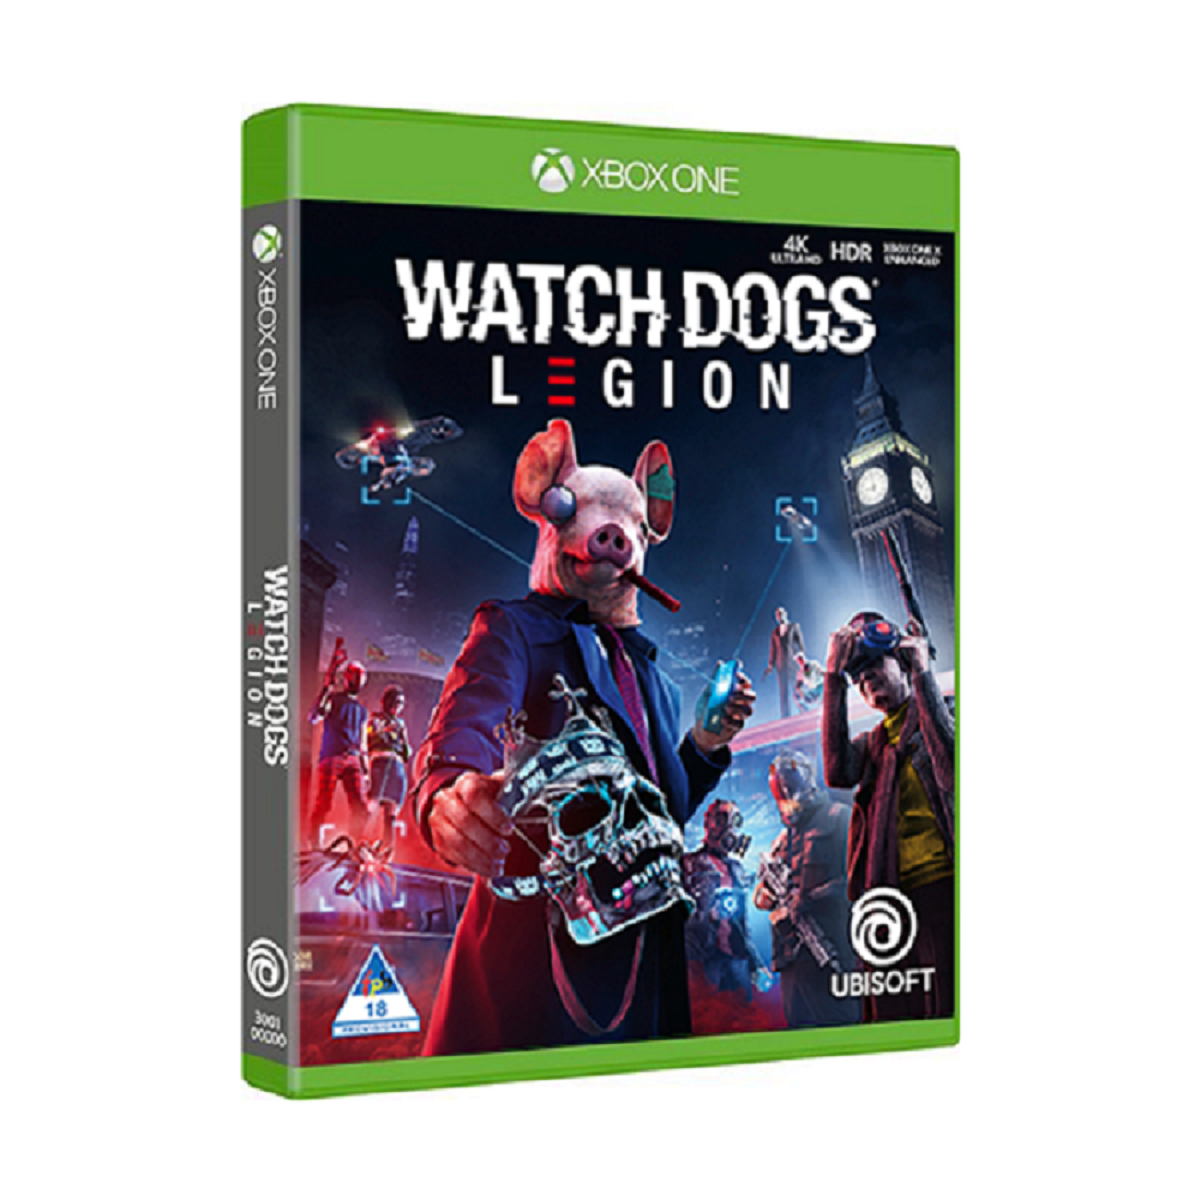 XBOX ONE
4K
ULTRA HD
HDR
XBOX ONE X
ENHANCED
WATCH DOGS
LEGION
XBOX ONE
WATCH DOGS
LEGION
18
PROVISIONAL
UBISOFT